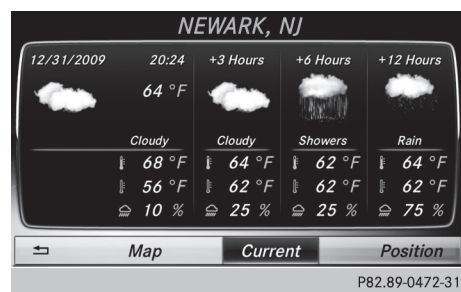 NEWARK, NJ
12/31/2009 20:24 +3 Hours +6 Hours +12 Hours
64 °F
Cloudy Cloudy Showers Rain
68 °F 64 °F 62 °F 64 °F
56 °F 62 °F 62 °F 62 °F
10 % 25 % 25 % 75 %
Map Current Position
P82.89-0472-31